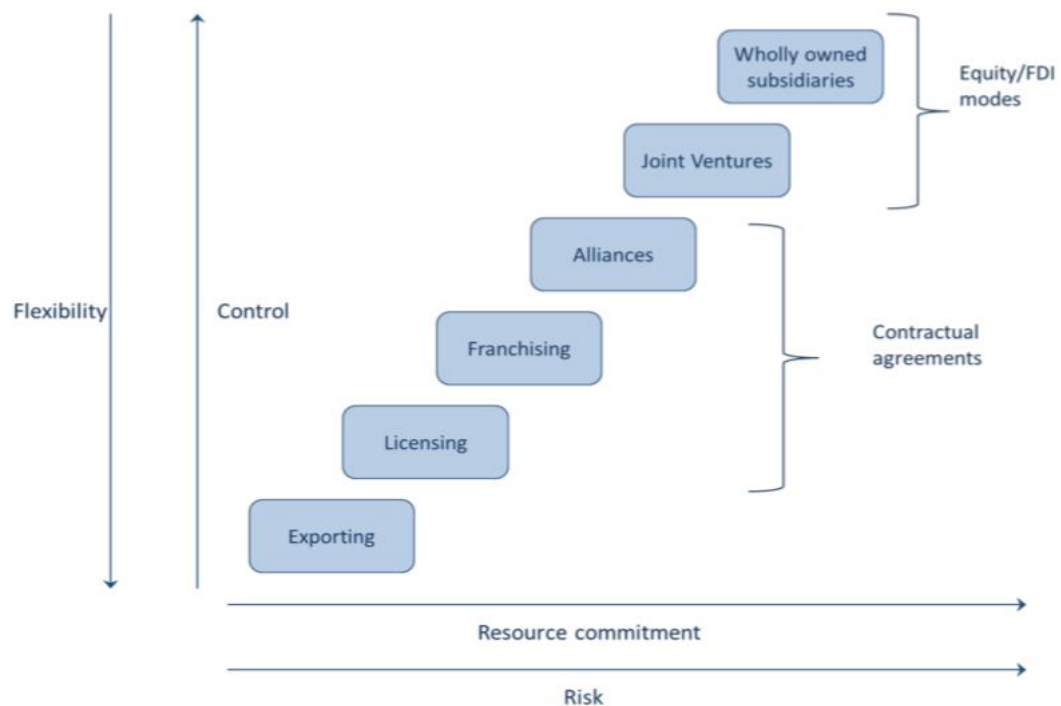 Wholly owned
subsidiaries
Equity/FDI
modes
Joint Ventures
Alliances
Flexibility
Control
Franchising
Contractual
agreements
Licensing
Exporting
Resource commitment
Risk